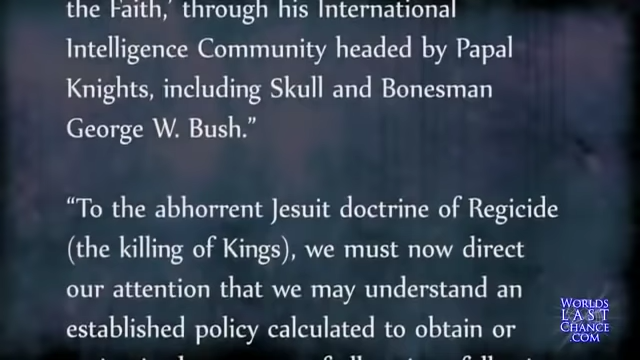 the Faith,' through his International
Intelligence Community headed by Papal
Knights, including Skull and Bonesman
George W. Bush.”
“To the abhorrent Jesuit doctrine of Regicide
(the killing of Kings), we must now direct
our attention that we may understand an
established policy calculated to obtain or
WORLDS
LAST
CHANCE
.COM